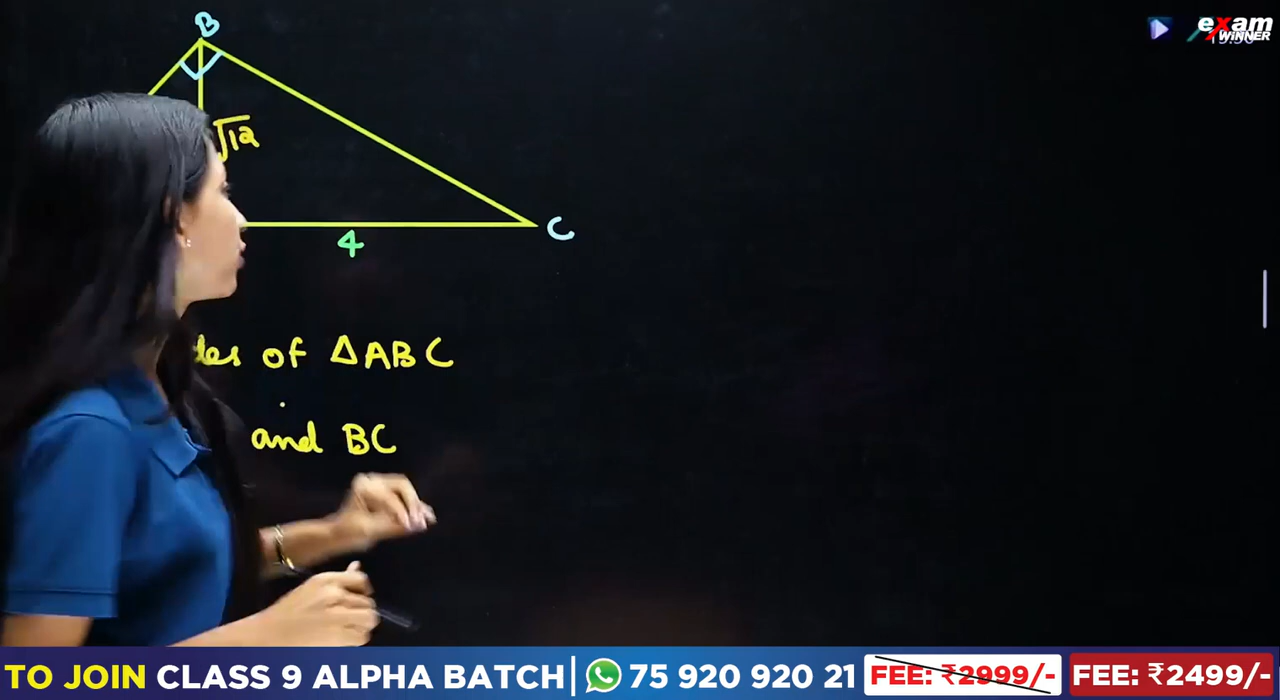 B
exam
WINNER
√12
C
4
of ΔABC
and BC
TO JOIN CLASS 9 ALPHA BATCH 75 920 920 21 FEE: ₹2999/- FEE: ₹2499/-